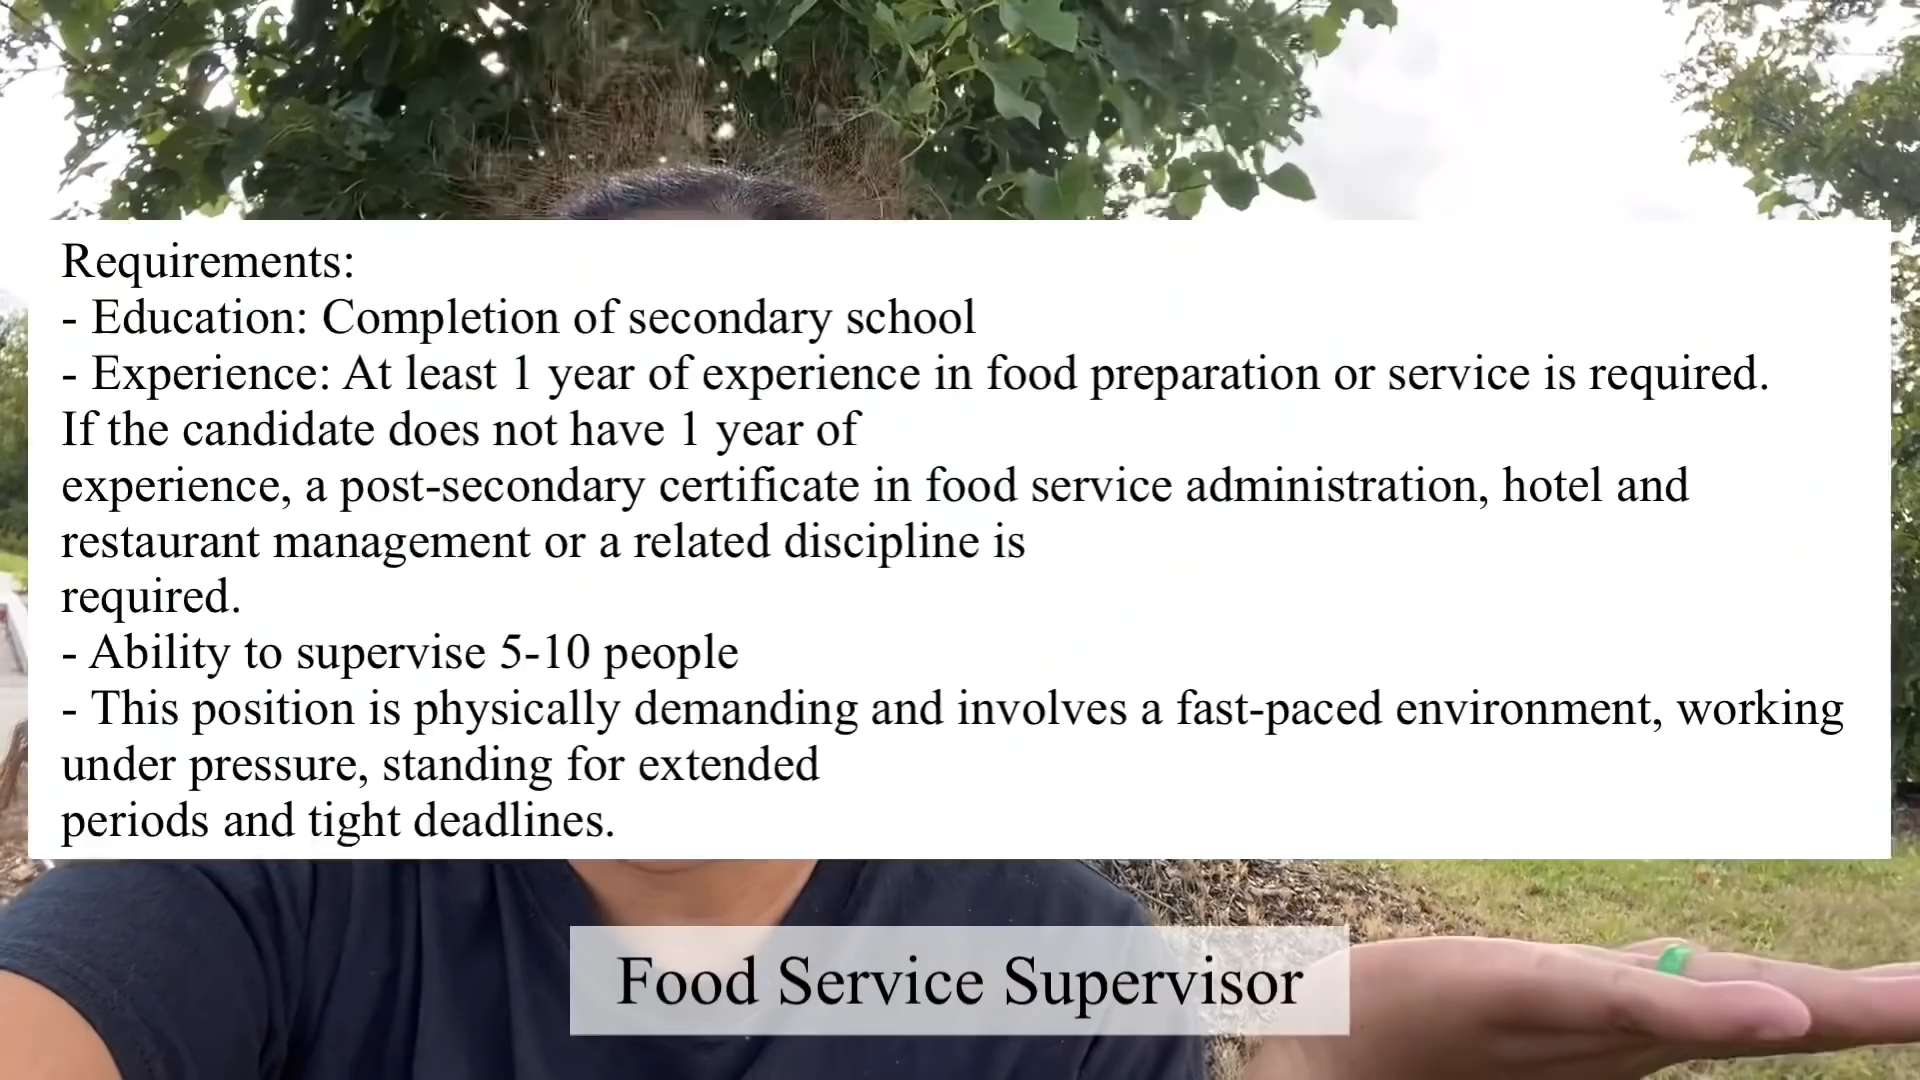 Requirements:
- Education: Completion of secondary school
- Experience: At least 1 year of experience in food preparation or service is required.
If the candidate does not have 1 year of
experience, a post-secondary certificate in food service administration, hotel and
restaurant management or a related discipline is
required.
- Ability to supervise 5-10 people
- This position is physically demanding and involves a fast-paced environment, working
under pressure, standing for extended
periods and tight deadlines.
Food Service Supervisor